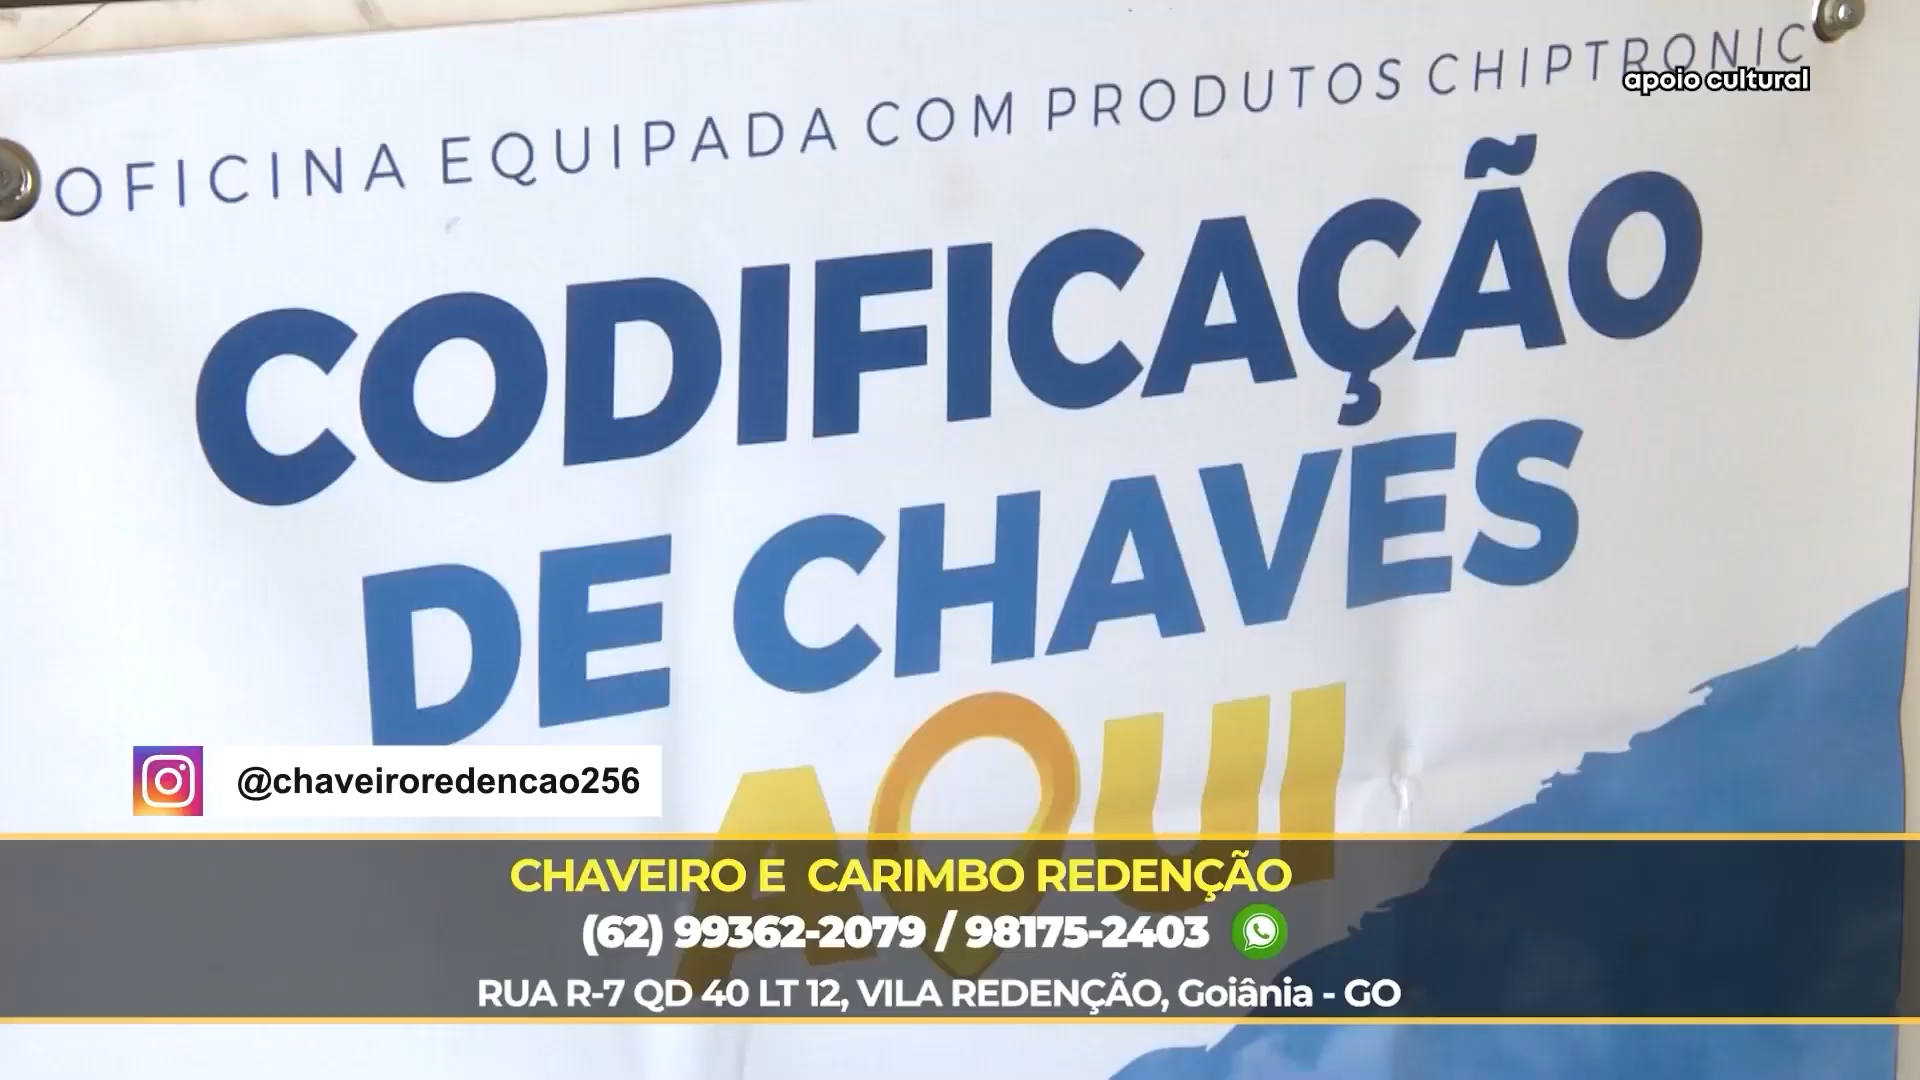 OFICINA EQUIPADA COM PRODUTOS CHIPTRONIC
apoio cultural
CODIFICAÇÃO
DE CHAVES
AQUI
@chaveiroredencao256
CHAVEIRO E CARIMBO REDENÇÃO
(62) 99362-2079 / 98175-2403
RUA R-7 QD 40 LT 12, VILA REDENÇÃO, Goiânia - GO